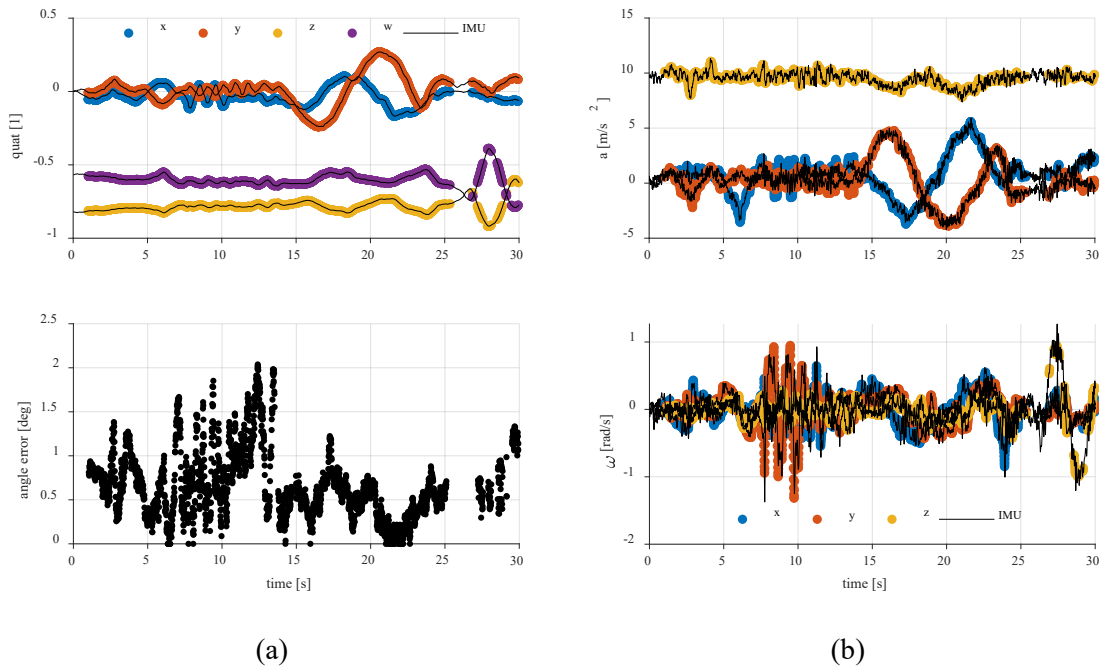 x y z w IMU
0.5
0
-0.5
-1
quat [1]
0 5 10 15 20 25 30
2.5
2
1.5
1
0.5
0
angle error [deg]
0 5 10 15 20 25 30
time [s]
(a)
15
10
5
0
-5
a [m/s 2 ]
0 5 10 15 20 25 30
1
0
-1
-2
ω [rad/s]
x y z IMU
0 5 10 15 20 25 30
time [s]
(b)